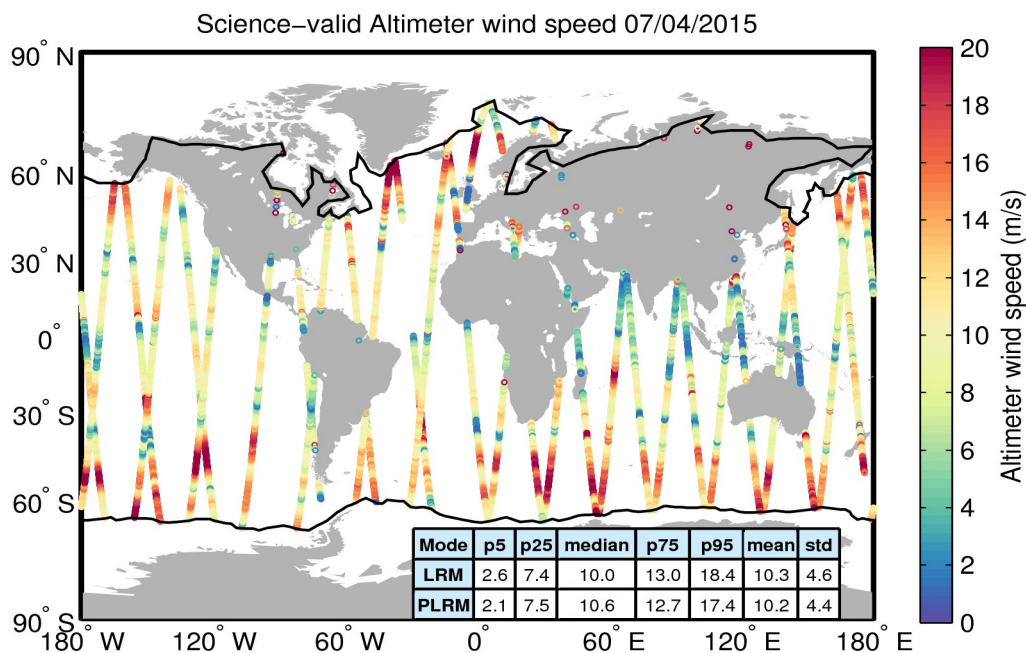 Science−valid Altimeter wind speed 07/04/2015
90° N
60° N
30° N
0°
30° S
60° S
90° S
180° W
120° W
60° W
0°
60° E
120° E
180° E
Mode p5 p25 median p75 p95 mean std
LRM 2.6 7.4 10.0 13.0 18.4 10.3 4.6
PLRM 2.1 7.5 10.6 12.7 17.4 10.2 4.4
20
18
16
14
12
10
8
6
4
2
0
Altimeter wind speed (m/s)